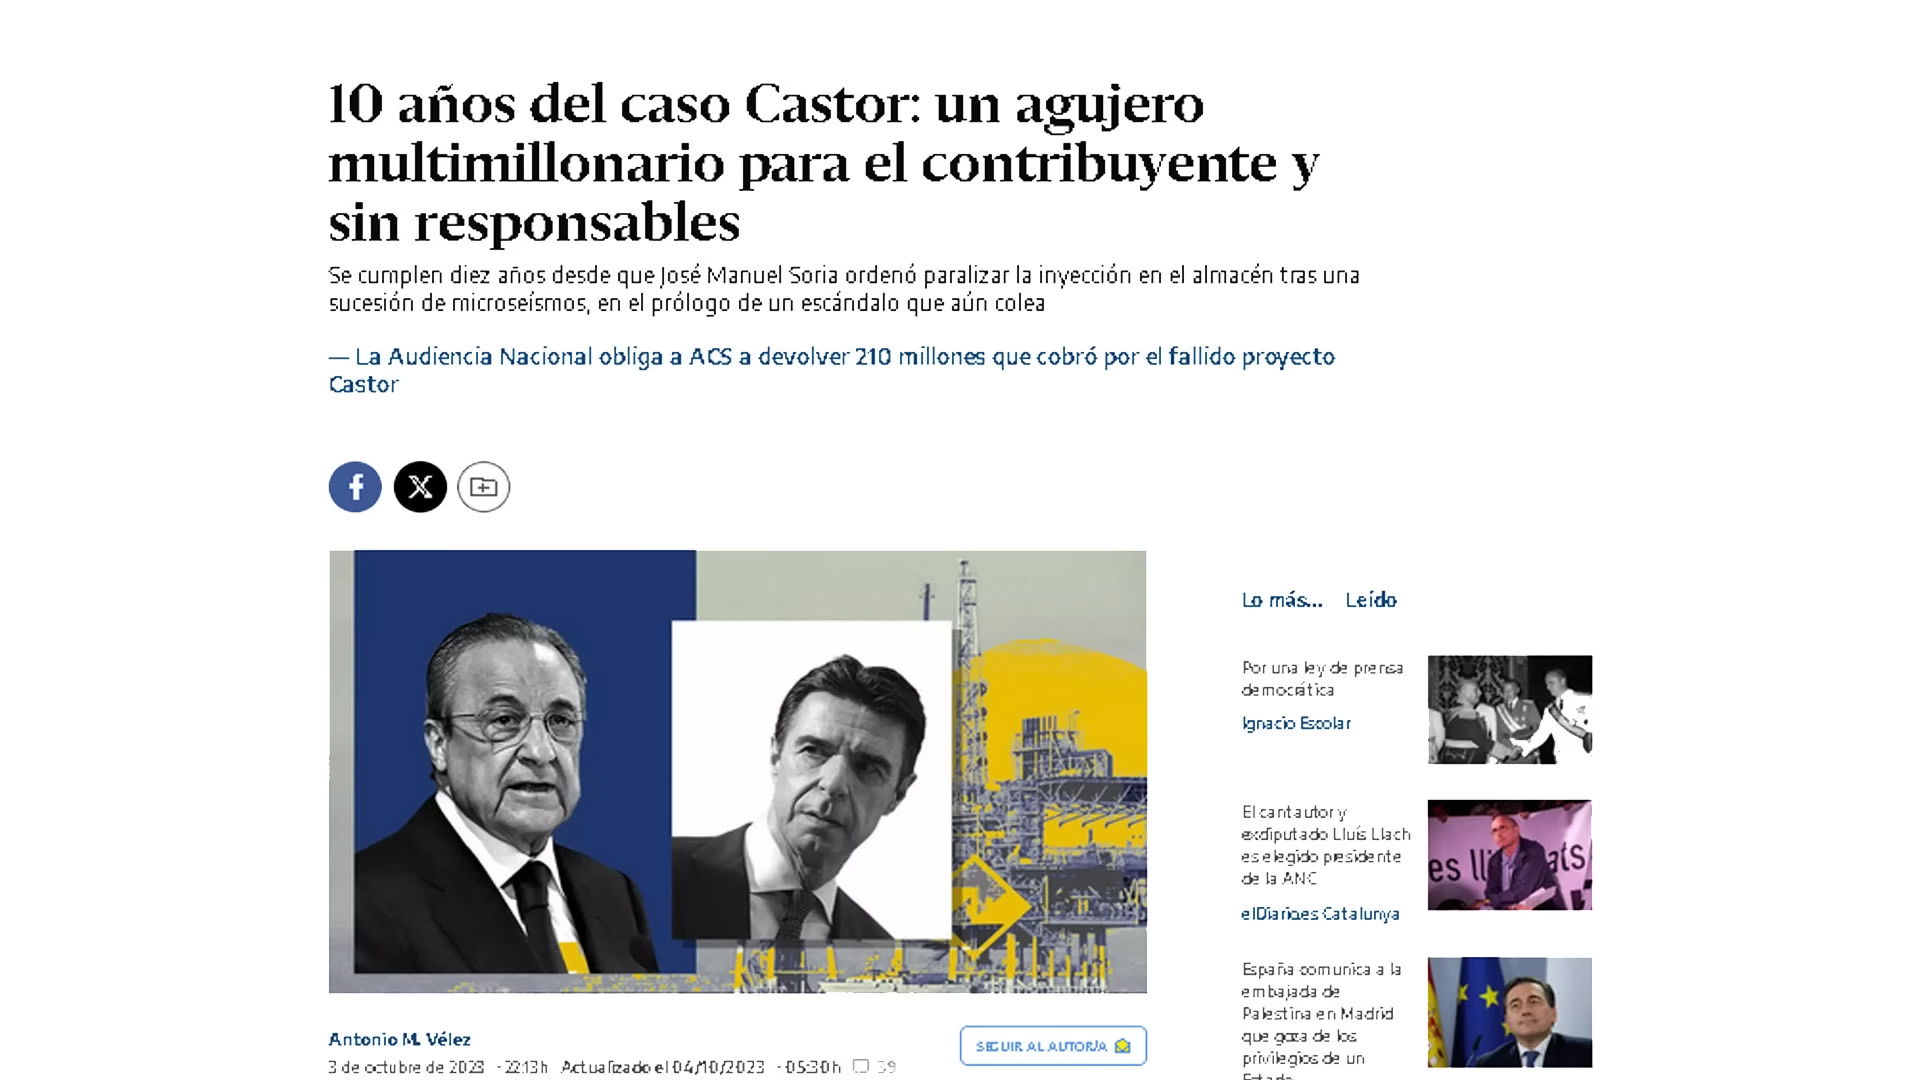 10 años del caso Castor: un agujero
multimillonario para el contribuyente y
sin responsables
Se cumplen diez años desde que José Manuel Soria ordenó paralizar la inyección en el almacén tras una
sucesión de microseísmos, en el prólogo de un escándalo que aún colea
— La Audiencia Nacional obliga a ACS a devolver 210 millones que cobró por el fallido proyecto
Castor
Lo más... Leído
Por una ley de prensa
democrática
Ignacio Escolar
El cantautor y
exdiputado Lluís Llach
es elegido presidente
de la ANC
elDiario.es Catalunya
es ll ats
España comunica a la
embajada de
Palestina en Madrid
que goza de los
privilegios de un
Estado
Antonio M. Vélez
3 de octubre de 2023 - 22:13h Actualizado el 04/10/2023 - 05:30h 39
SEGUIR AL AUTOR/A